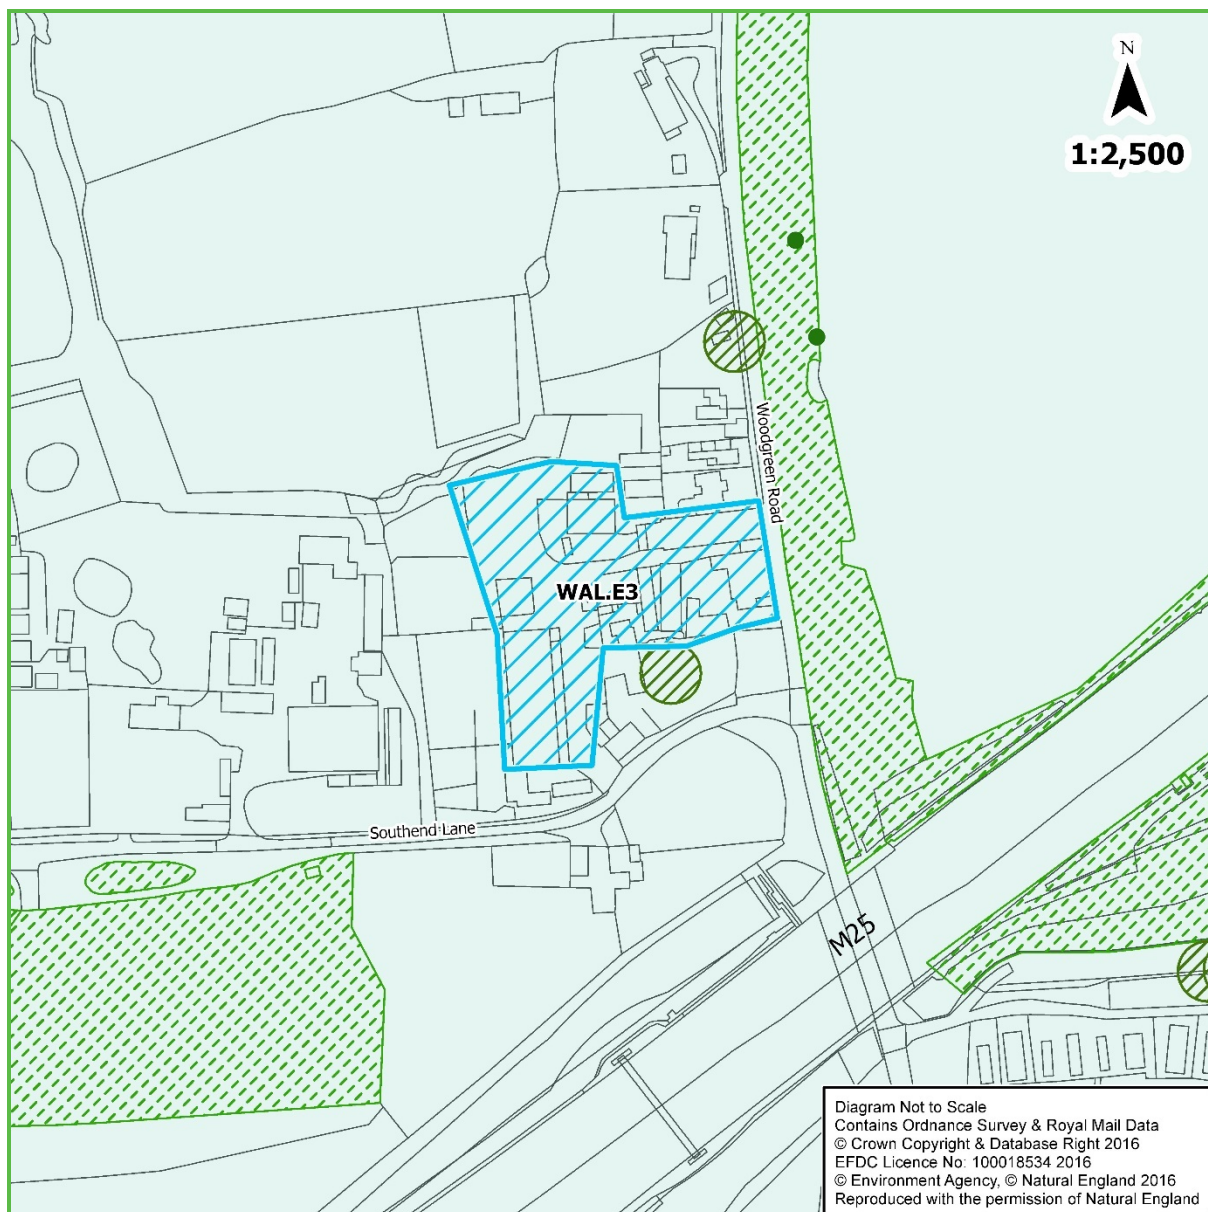 N
1:2,500
Woodgreen Road
WAL.E3
Southend Lane
M25
Diagram Not to Scale
Contains Ordnance Survey & Royal Mail Data
© Crown Copyright & Database Right 2016
EFDC Licence No: 100018534 2016
© Environment Agency, © Natural England 2016
Reproduced with the permission of Natural England